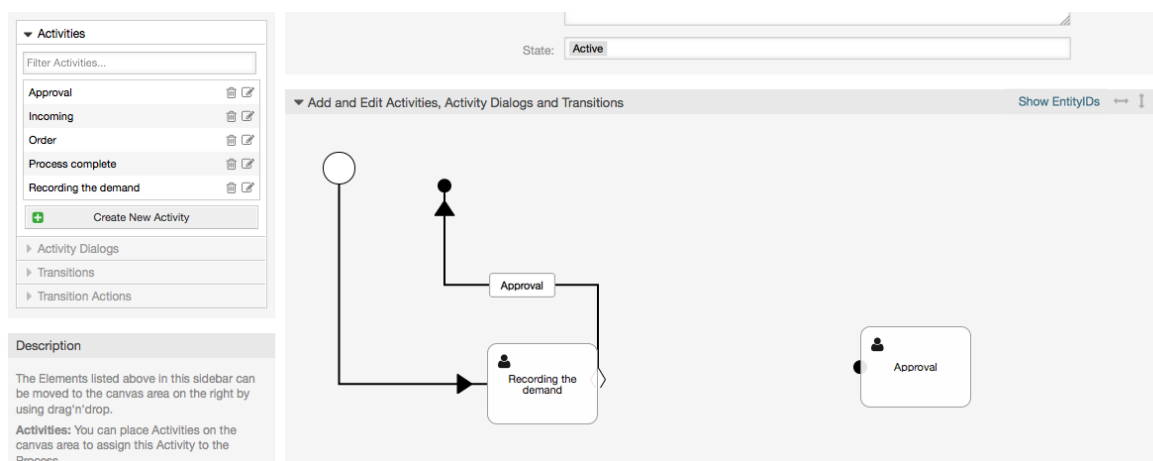 Activities
Filter Activities...
Approval
Incoming
Order
Process complete
Recording the demand
Create New Activity
Activity Dialogs
Transitions
Transition Actions
Description
The Elements listed above in this sidebar can
be moved to the canvas area on the right by
using drag'n'drop.
Activities: You can place Activities on the
canvas area to assign this Activity to the
Process.
State: Active
Add and Edit Activities, Activity Dialogs and Transitions
Show EntityIDs
Approval
Recording the
demand
Approval